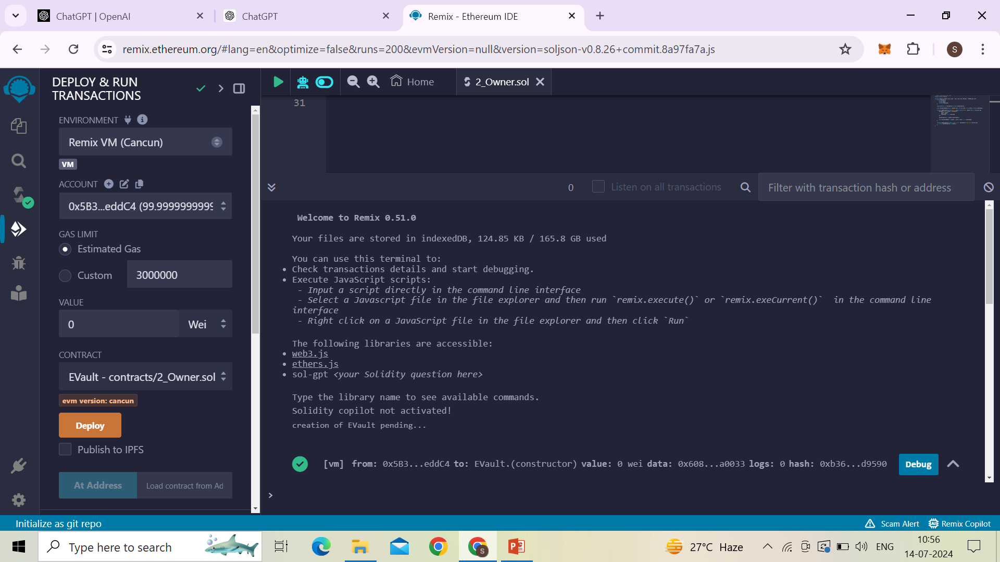 ChatGPT | OpenAI
ChatGPT
Remix - Ethereum IDE
remix.ethereum.org/#lang=en&optimize=false&runs=200&evmVersion=null&version=soljson-v0.8.26+commit.8a97fa7a.js
S
DEPLOY & RUN
TRANSACTIONS
ENVIRONMENT
Remix VM (Cancun)
VM
ACCOUNT
0x5B3...eddC4 (99.9999999999
GAS LIMIT
Estimated Gas
Custom
3000000
VALUE
0
Wei
CONTRACT
EVault - contracts/2_Owner.sol
evm version: cancun
Deploy
Publish to IPFS
At Address
Load contract from Ad
Home
2_Owner.sol
31
0
Listen on all transactions
Filter with transaction hash or address
Welcome to Remix 0.51.0
Your files are stored in indexedDB, 124.85 KB / 165.8 GB used
You can use this terminal to:
• Check transactions details and start debugging.
• Execute JavaScript scripts:
- Input a script directly in the command line interface
- Select a Javascript file in the file explorer and then run `remix.execute()` or `remix.exeCurrent()` in the command line
interface
- Right click on a JavaScript file in the file explorer and then click `Run`
The following libraries are accessible:
• web3.js
• ethers.js
• sol-gpt <your Solidity question here>
Type the library name to see available commands.
Solidity copilot not activated!
creation of EVault pending...
[vm] from: 0x5B3...eddC4 to: EVault.(constructor) value: 0 wei data: 0x608...a0033 logs: 0 hash: 0xb36...d9590
Debug
>
Initialize as git repo
Scam Alert
Remix Copilot
Type here to search
S
27°C Haze
ENG
10:56
14-07-2024